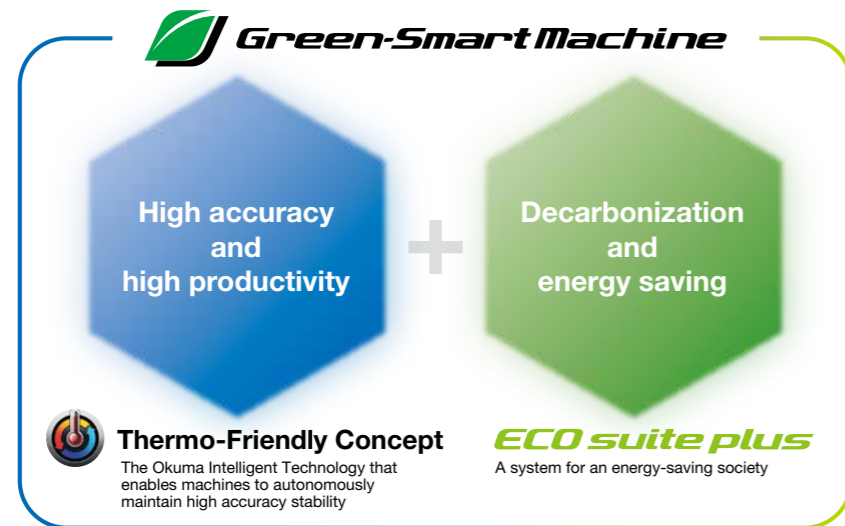 Green-Smart Machine
High accuracy
and
high productivity
+
Decarbonization
and
energy saving
Thermo-Friendly Concept
The Okuma Intelligent Technology that
enables machines to autonomously
maintain high accuracy stability
ECO suite plus
A system for an energy-saving society